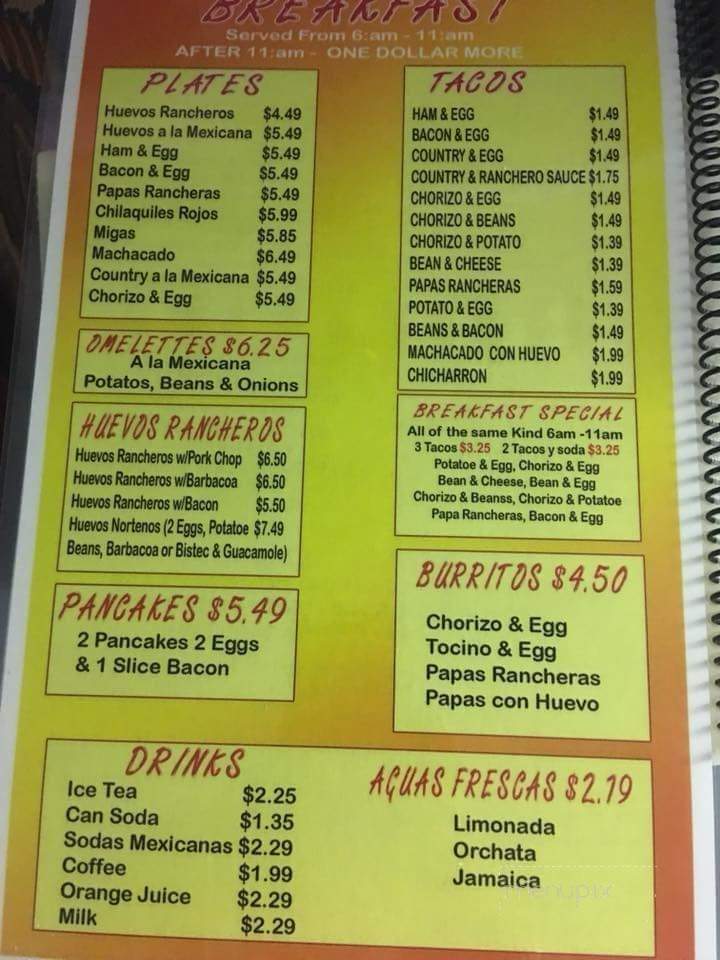 BREAKFAST
Served From 6:am - 11:am
AFTER 11:am - ONE DOLLAR MORE
PLATES
Huevos Rancheros $4.49
Huevos a la Mexicana $5.49
Ham & Egg $5.49
Bacon & Egg $5.49
Papas Rancheras $5.49
Chilaquiles Rojos $5.99
Migas $5.85
Machacado $6.49
Country a la Mexicana $5.49
Chorizo & Egg $5.49
OMELETTES $6.25
A la Mexicana
Potatos, Beans & Onions
HUEVOS RANCHEROS
Huevos Rancheros w/Pork Chop $6.50
Huevos Rancheros w/Barbacoa $6.50
Huevos Rancheros w/Bacon $5.50
Huevos Nortenos (2 Eggs, Potatoe $7.49
Beans, Barbacoa or Bistec & Guacamole)
PANCAKES $5.49
2 Pancakes 2 Eggs
& 1 Slice Bacon
TACOS
HAM & EGG $1.49
BACON & EGG $1.49
COUNTRY & EGG $1.49
COUNTRY & RANCHERO SAUCE $1.75
CHORIZO & EGG $1.49
CHORIZO & BEANS $1.49
CHORIZO & POTATO $1.39
BEAN & CHEESE $1.39
PAPAS RANCHERAS $1.59
POTATO & EGG $1.39
BEANS & BACON $1.49
MACHACADO CON HUEVO $1.99
CHICHARRON $1.99
BREAKFAST SPECIAL
All of the same Kind 6am -11am
3 Tacos $3.25 2 Tacos y soda $3.25
Potatoe & Egg, Chorizo & Egg
Bean & Cheese, Bean & Egg
Chorizo & Beanss, Chorizo & Potatoe
Papa Rancheras, Bacon & Egg
BURRITOS $4.50
Chorizo & Egg
Tocino & Egg
Papas Rancheras
Papas con Huevo
DRINKS
Ice Tea $2.25
Can Soda $1.35
Sodas Mexicanas $2.29
Coffee $1.99
Orange Juice $2.29
Milk $2.29
AGUAS FRESCAS $2.19
Limonada
Orchata
Jamaica
menupix